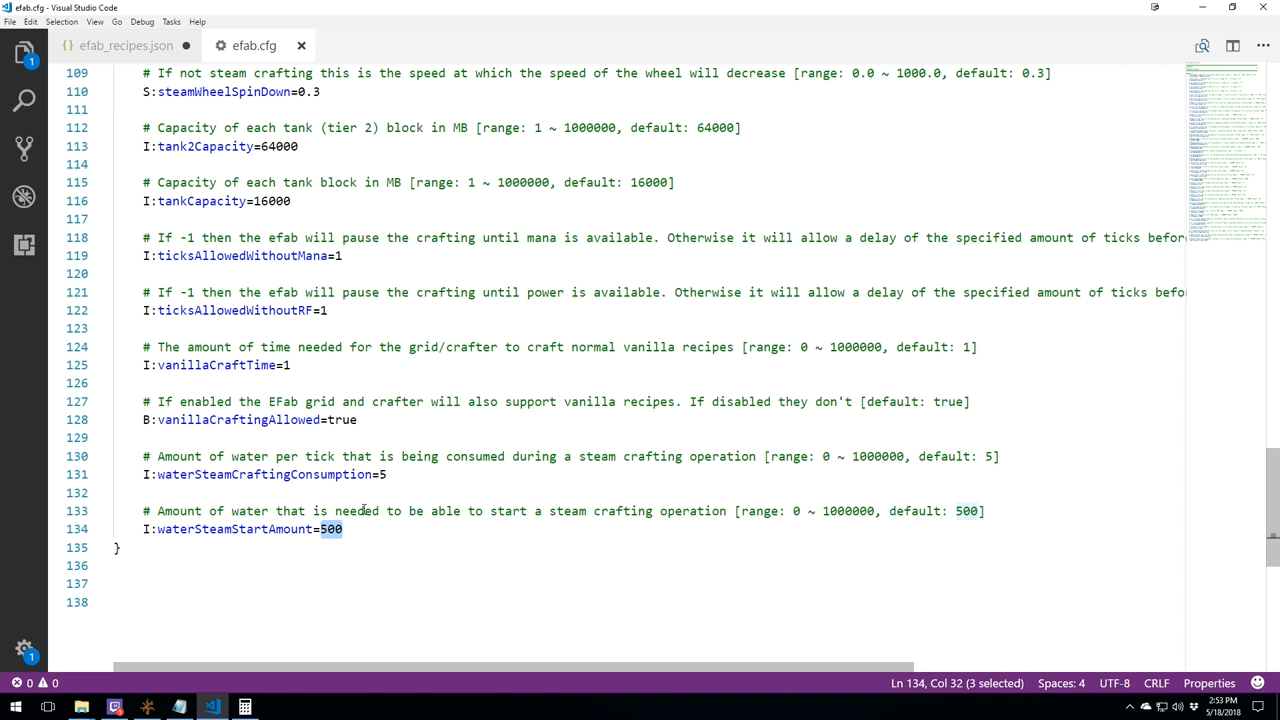 efab.cfg - Visual Studio Code
File Edit Selection View Go Debug Tasks Help
efab_recipes.json efab.cfg
109 # If not steam crafting this is the speed at which the speed of the wheel will decrease [range: 0.0 ~ 100000.0, default: 0.3]
110 S:steamWheelSpinDown=0.3
111
112 # Capacity of each tank (tier 2) block in MB [range: 1 ~ 1000000, default: 64000]
113 I:tank2Capacity=64000
114
115 # Capacity of each tank block in MB [range: 1 ~ 1000000, default: 16000]
116 I:tankCapacity=16000
117
118 # If -1 then the efab will pause the crafting until mana is available. Otherwise it will allow a delay of the specified amount of ticks before
119 I:ticksAllowedWithoutMana=1
120
121 # If -1 then the efab will pause the crafting until power is available. Otherwise it will allow a delay of the specified amount of ticks befor
122 I:ticksAllowedWithoutRF=1
123
124 # The amount of time needed for the grid/crafter to craft normal vanilla recipes [range: 0 ~ 1000000, default: 1]
125 I:vanillaCraftTime=1
126
127 # If enabled the EFab grid and crafter will also support vanilla recipes. If disabled they don't [default: true]
128 B:vanillaCraftingAllowed=true
129
130 # Amount of water per tick that is being consumed during a steam crafting operation [range: 0 ~ 1000000, default: 5]
131 I:waterSteamCraftingConsumption=5
132
133 # Amount of water that is needed to be able to start a steam crafting operation [range: 0 ~ 1000000, default: 500]
134 I:waterSteamStartAmount=500
135 }
136
137
138
0 0 Ln 134, Col 32 (3 selected) Spaces: 4 UTF-8 CRLF Properties
2:53 PM
5/18/2018